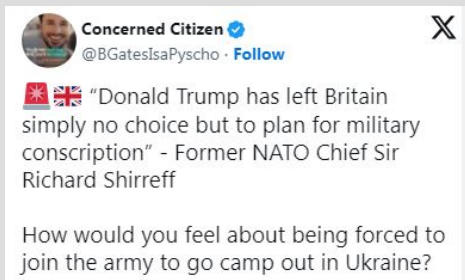 Concerned Citizen
@BGatesIsaPyscho · Follow
🚨🇬🇧 “Donald Trump has left Britain
simply no choice but to plan for military
conscription” - Former NATO Chief Sir
Richard Shirreff
How would you feel about being forced to
join the army to go camp out in Ukraine?